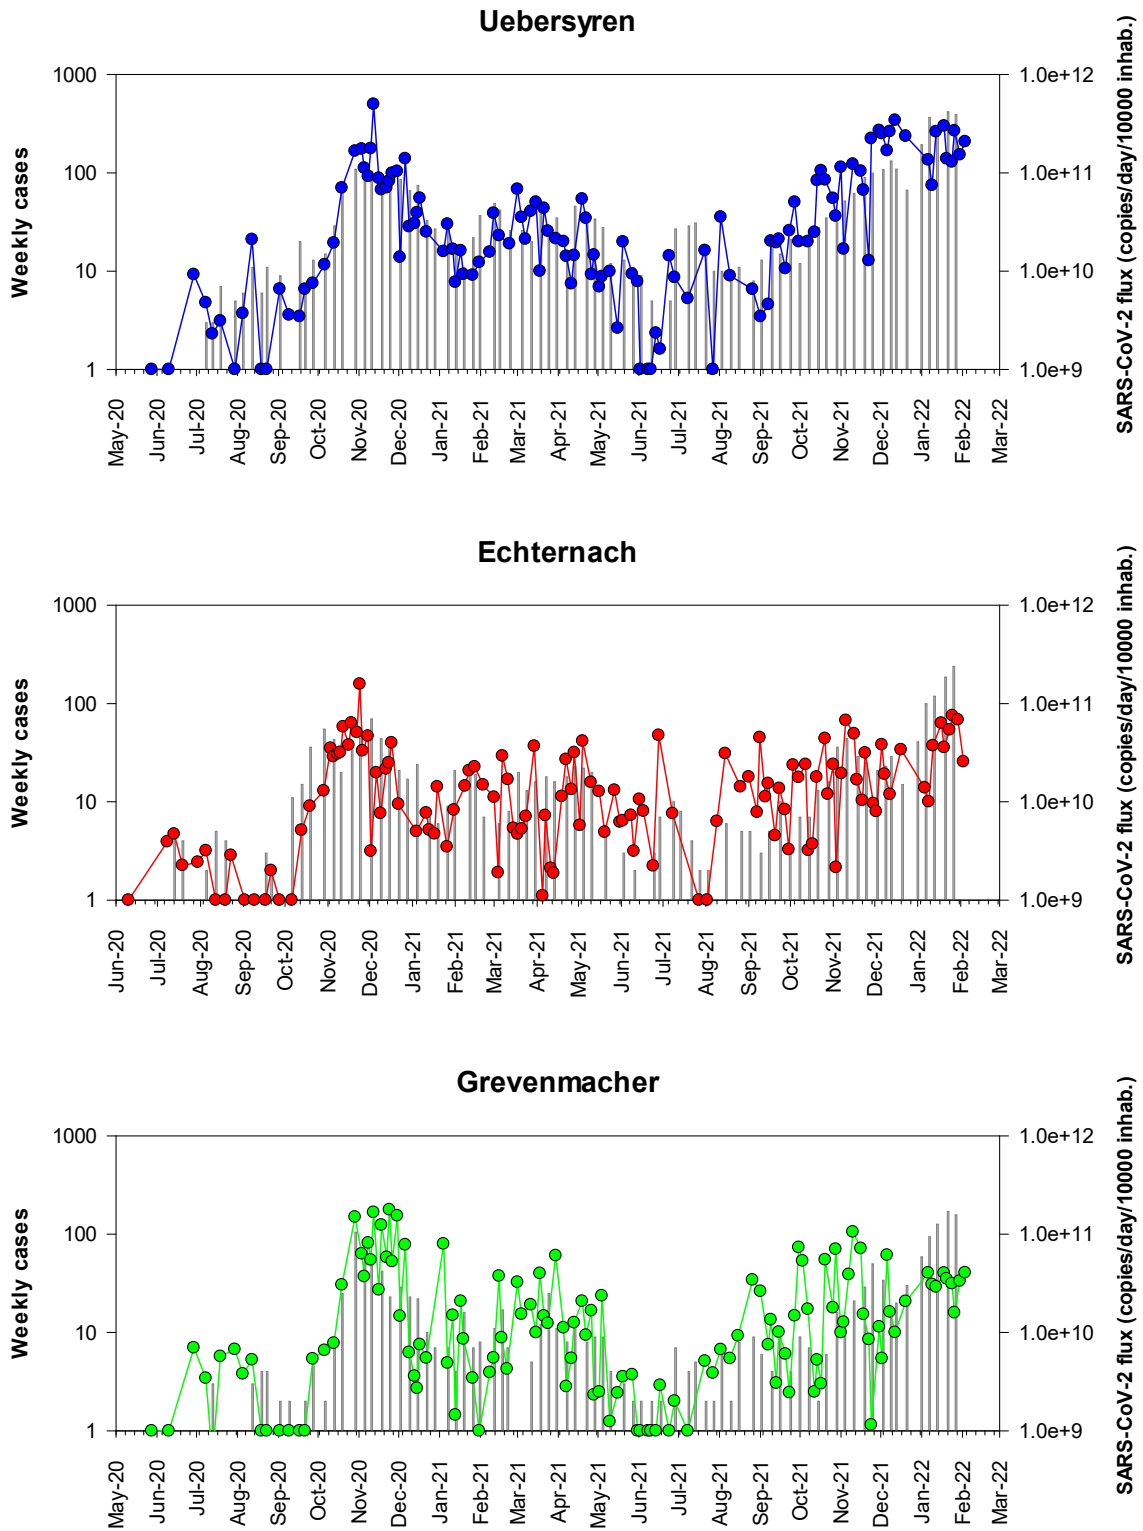 Uebersyren
Weekly cases
1000
100
10
1
1.0e+12
1.0e+11
1.0e+10
1.0e+9
SARS-CoV-2 flux (copies/day/10000 inhab.)
May-20
Jun-20
Jul-20
Aug-20
Sep-20
Oct-20
Nov-20
Dec-20
Jan-21
Feb-21
Mar-21
Apr-21
May-21
Jun-21
Jul-21
Aug-21
Sep-21
Oct-21
Nov-21
Dec-21
Jan-22
Feb-22
Mar-22
Echternach
Weekly cases
1000
100
10
1
1.0e+12
1.0e+11
1.0e+10
1.0e+9
SARS-CoV-2 flux (copies/day/10000 inhab.)
Jun-20
Jul-20
Aug-20
Sep-20
Oct-20
Nov-20
Dec-20
Jan-21
Feb-21
Mar-21
Apr-21
May-21
Jun-21
Jul-21
Aug-21
Sep-21
Oct-21
Nov-21
Dec-21
Jan-22
Feb-22
Mar-22
Grevenmacher
Weekly cases
1000
100
10
1
1.0e+12
1.0e+11
1.0e+10
1.0e+9
SARS-CoV-2 flux (copies/day/10000 inhab.)
May-20
Jun-20
Jul-20
Aug-20
Sep-20
Oct-20
Nov-20
Dec-20
Jan-21
Feb-21
Mar-21
Apr-21
May-21
Jun-21
Jul-21
Aug-21
Sep-21
Oct-21
Nov-21
Dec-21
Jan-22
Feb-22
Mar-22